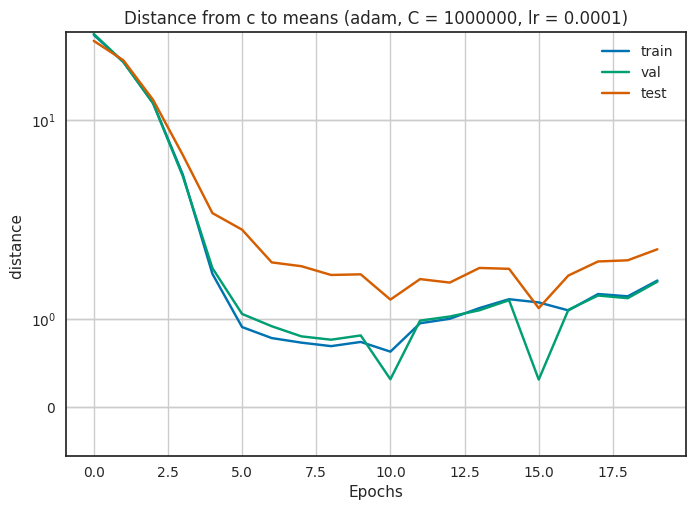 Distance from c to means (adam, C = 1000000, lr = 0.0001)
train
val
test
10¹
10⁰
0
distance
0.0 2.5 5.0 7.5 10.0 12.5 15.0 17.5
Epochs